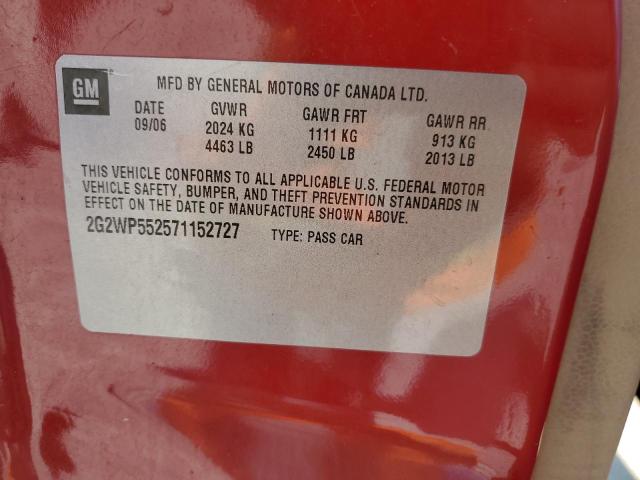 GM
MFD BY GENERAL MOTORS OF CANADA LTD.
DATE GVWR GAWR FRT GAWR RR
09/06 2024 KG 1111 KG 913 KG
4463 LB 2450 LB 2013 LB
THIS VEHICLE CONFORMS TO ALL APPLICABLE U.S. FEDERAL MOTOR
VEHICLE SAFETY, BUMPER, AND THEFT PREVENTION STANDARDS IN
EFFECT ON THE DATE OF MANUFACTURE SHOWN ABOVE.
2G2WP552571152727 TYPE: PASS CAR